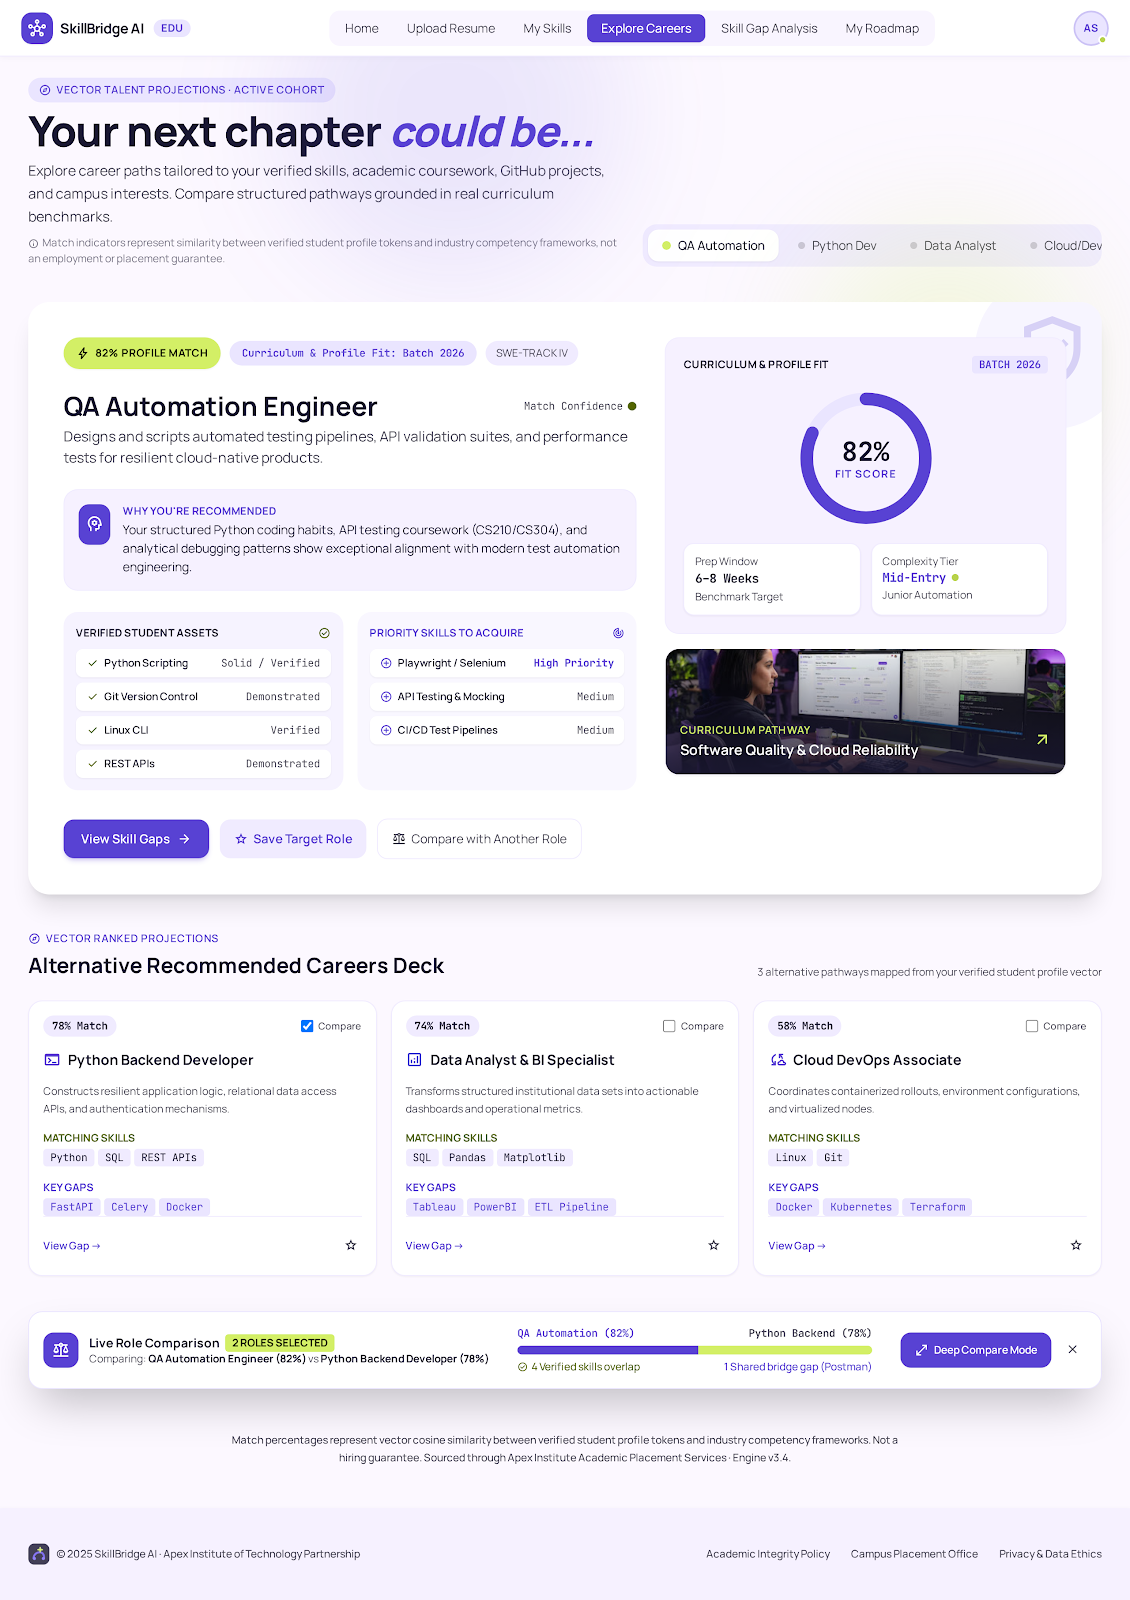 SkillBridge AI EDU
Home Upload Resume My Skills Explore Careers Skill Gap Analysis My Roadmap
AS
VECTOR TALENT PROJECTIONS · ACTIVE COHORT
Your next chapter could be...
Explore career paths tailored to your verified skills, academic coursework, GitHub projects,
and campus interests. Compare structured pathways grounded in real curriculum
benchmarks.
Match indicators represent similarity between verified student profile tokens and industry competency frameworks, not
an employment or placement guarantee.
QA Automation Python Dev Data Analyst Cloud/Dev
82% PROFILE MATCH Curriculum & Profile Fit: Batch 2026 SWE-TRACK IV
QA Automation Engineer Match Confidence
Designs and scripts automated testing pipelines, API validation suites, and performance
tests for resilient cloud-native products.
WHY YOU'RE RECOMMENDED
Your structured Python coding habits, API testing coursework (CS210/CS304), and
analytical debugging patterns show exceptional alignment with modern test automation
engineering.
VERIFIED STUDENT ASSETS
Python Scripting Solid / Verified
Git Version Control Demonstrated
Linux CLI Verified
REST APIs Demonstrated
PRIORITY SKILLS TO ACQUIRE
Playwright / Selenium High Priority
API Testing & Mocking Medium
CI/CD Test Pipelines Medium
View Skill Gaps → Save Target Role Compare with Another Role
CURRICULUM & PROFILE FIT BATCH 2026
82%
FIT SCORE
Prep Window
6–8 Weeks
Benchmark Target
Complexity Tier
Mid-Entry
Junior Automation
CURRICULUM PATHWAY
Software Quality & Cloud Reliability
VECTOR RANKED PROJECTIONS
Alternative Recommended Careers Deck
3 alternative pathways mapped from your verified student profile vector
78% Match Compare
Python Backend Developer
Constructs resilient application logic, relational data access
APIs, and authentication mechanisms.
MATCHING SKILLS
Python SQL REST APIs
KEY GAPS
FastAPI Celery Docker
View Gap →
74% Match Compare
Data Analyst & BI Specialist
Transforms structured institutional data sets into actionable
dashboards and operational metrics.
MATCHING SKILLS
SQL Pandas Matplotlib
KEY GAPS
Tableau PowerBI ETL Pipeline
View Gap →
58% Match Compare
Cloud DevOps Associate
Coordinates containerized rollouts, environment configurations,
and virtualized nodes.
MATCHING SKILLS
Linux Git
KEY GAPS
Docker Kubernetes Terraform
View Gap →
Live Role Comparison 2 ROLES SELECTED
Comparing: QA Automation Engineer (82%) vs Python Backend Developer (78%)
QA Automation (82%) Python Backend (78%)
4 Verified skills overlap 1 Shared bridge gap (Postman)
Deep Compare Mode
Match percentages represent vector cosine similarity between verified student profile tokens and industry competency frameworks. Not a
hiring guarantee. Sourced through Apex Institute Academic Placement Services · Engine v3.4.
© 2025 SkillBridge AI · Apex Institute of Technology Partnership
Academic Integrity Policy Campus Placement Office Privacy & Data Ethics